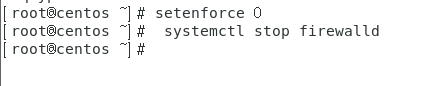 [root@centos ~]# setenforce 0
[root@centos ~]#  systemctl stop firewalld
[root@centos ~]#